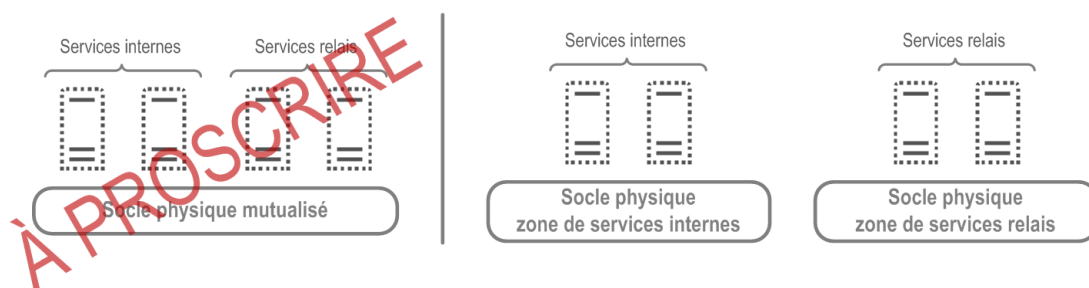 Services internes
Services relais
À PROSCRIRE
Socle physique mutualisé
Services internes
Services relais
Socle physique
zone de services internes
Socle physique
zone de services relais